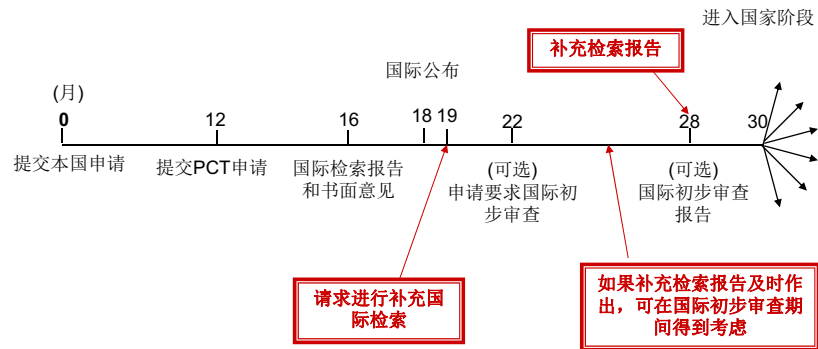 进入国家阶段
补充检索报告
国际公布
(月)
0
12
16
18
19
22
28
30
提交本国申请
提交PCT申请
国际检索报告
和书面意见
(可选)
申请要求国际初
步审查
(可选)
国际初步审查
报告
请求进行补充国
际检索
如果补充检索报告及时作
出，可在国际初步审查期
间得到考虑